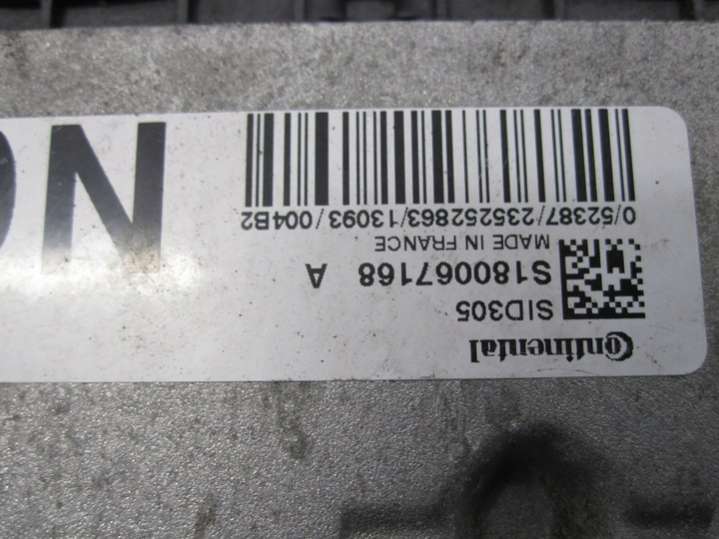 Continental
SID305
S180067168 A
MADE IN FRANCE
0/52387/235252863/13093/004B2